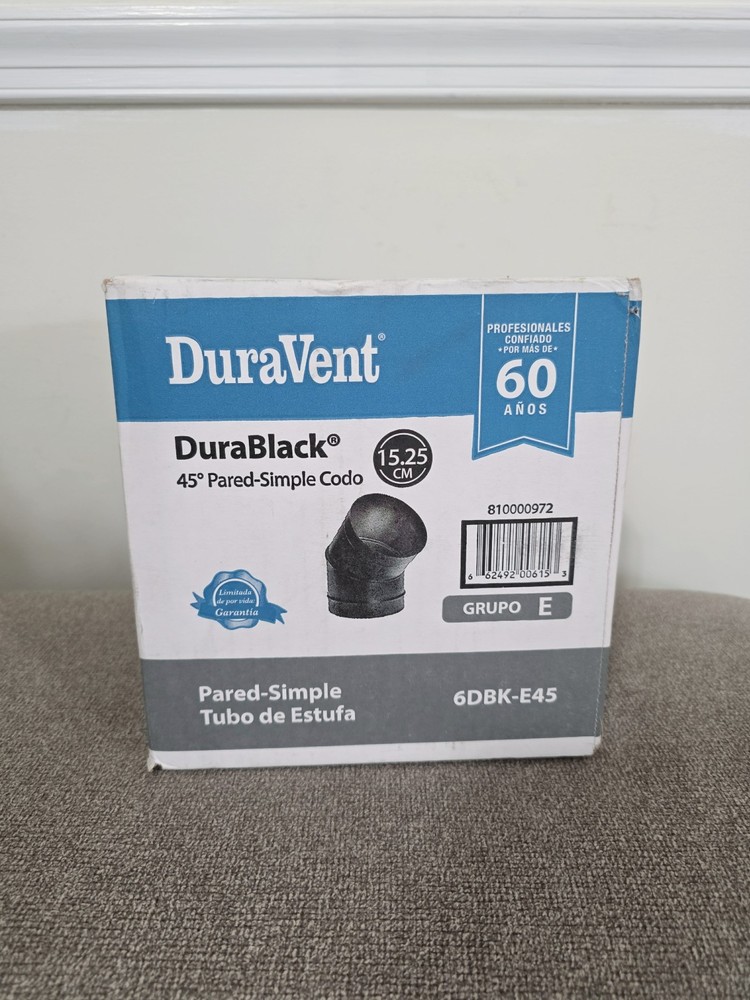 DuraVent®
PROFESIONALES
CONFIADO
•POR MÁS DE•
60
AÑOS
DuraBlack®
45° Pared-Simple Codo
15.25
CM
810000972
6 62492 00615 3
GRUPO E
Limitada
de por vida:
Garantía
Pared-Simple
Tubo de Estufa
6DBK-E45